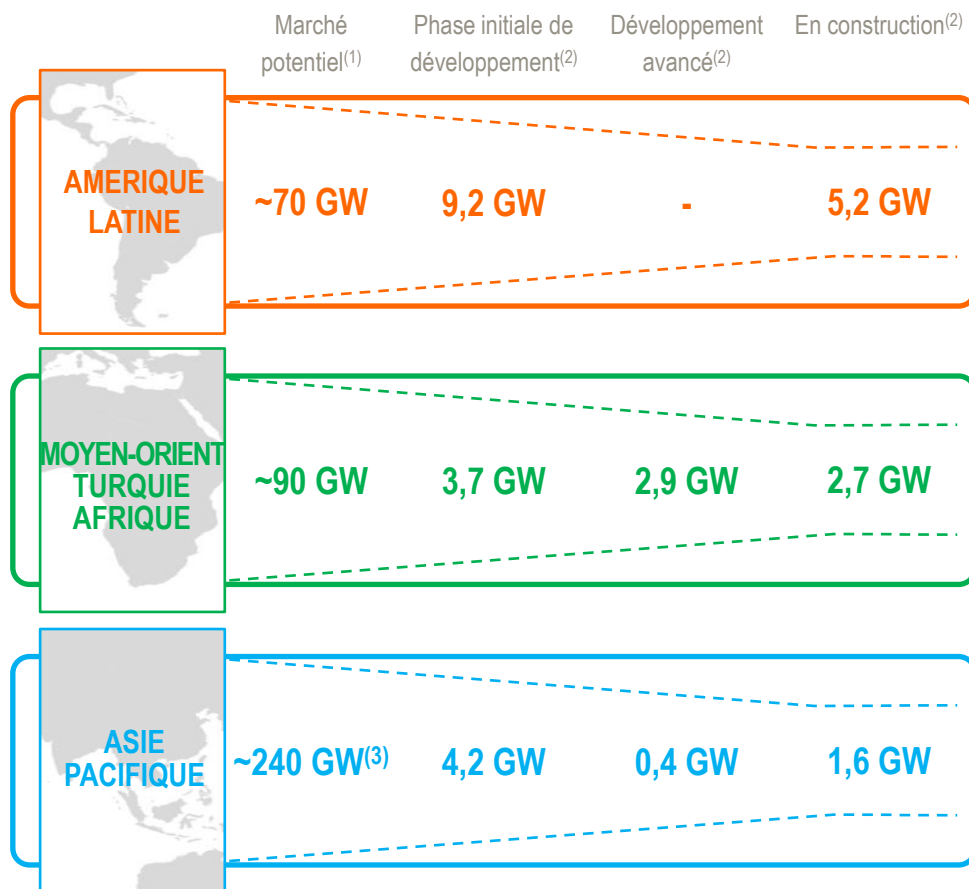 Marché
potentiel(1)
Phase initiale de
développement(2)
Développement
avancé(2)
En construction(2)
AMERIQUE
LATINE
~70 GW
9,2 GW
-
5,2 GW
MOYEN-ORIENT
TURQUIE
AFRIQUE
~90 GW
3,7 GW
2,9 GW
2,7 GW
ASIE
PACIFIQUE
~240 GW(3)
4,2 GW
0,4 GW
1,6 GW